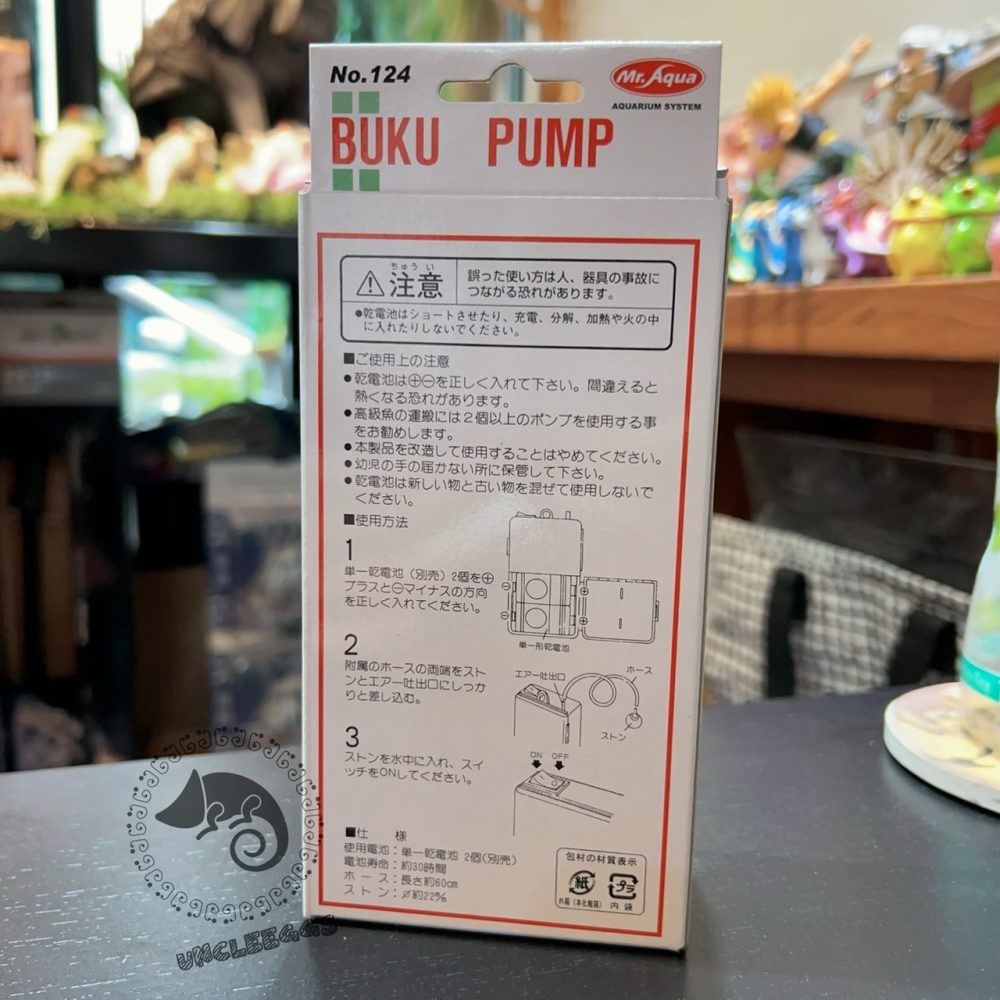 No.124
Mr.Aqua
AQUARIUM SYSTEM
BUKU PUMP
ちゅうい
注意
誤った使い方は人、器具の事故に
つながる恐れがあります。
●乾電池はショートさせたり、充電、分解、加熱や火の中
に入れたりしないでください。
■ご使用上の注意
●乾電池は⊕⊖を正しく入れて下さい。間違えると
熱くなる恐れがあります。
●高級魚の運搬には2個以上のポンプを使用する事
をお勧めします。
●本製品を改造して使用することはやめてください。
●幼児の手の届かない所に保管して下さい。
●乾電池は新しい物と古い物を混ぜて使用しないで
ください。
■使用方法
1
単一乾電池（別売）2個を⊕
プラスと⊖マイナスの方向
を正しく入れてください。
単一形乾電池
2
附属のホースの両端をスト
ンとエアー吐出口にしっか
りと差し込む。
エアー吐出口
ホース
ストン
3
ストンを水中に入れ、スイ
ッチをONしてください。
ON OFF
■仕 様
使用電池：単一乾電池 2個(別売)
電池寿命：約30時間
ホース：長さ約60cm
ストン：⌀約22㎜
包材の材質表示
紙 プラ
外箱（本化粧箱） 内袋
UNCLEEGGS